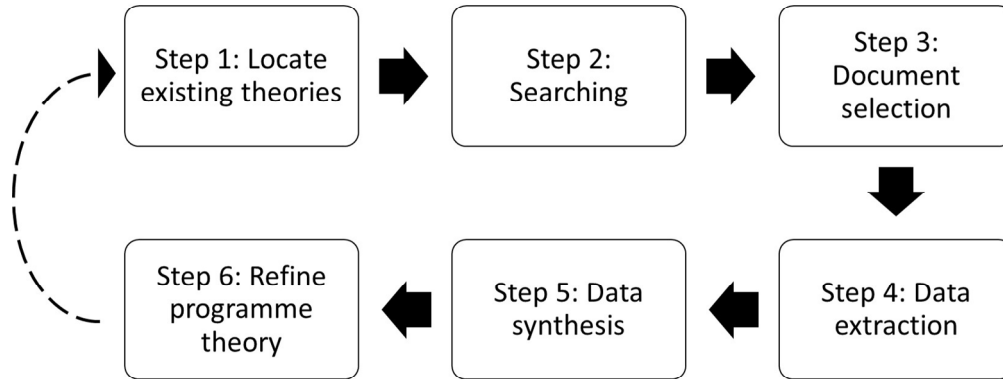 Step 1: Locate
existing theories
Step 2:
Searching
Step 3:
Document
selection
Step 4: Data
extraction
Step 5: Data
synthesis
Step 6: Refine
programme
theory